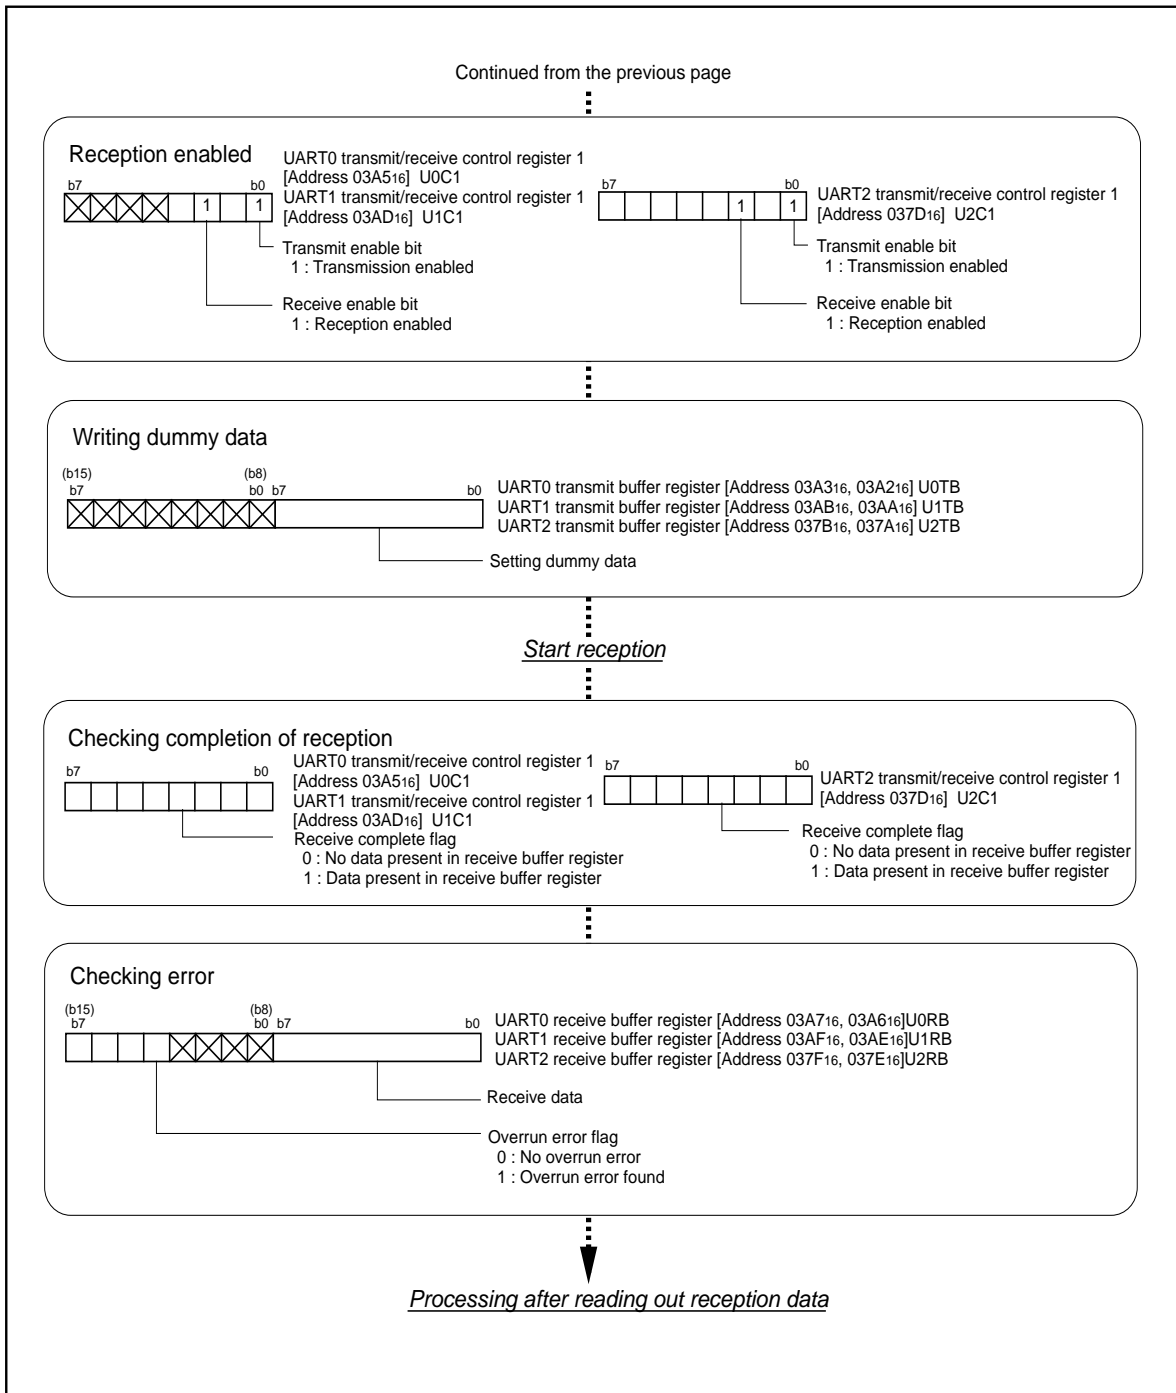 Continued from the previous page
Reception enabled
b7 b0
1 1
UART0 transmit/receive control register 1
[Address 03A516] U0C1
UART1 transmit/receive control register 1
[Address 03AD16] U1C1
Transmit enable bit
1 : Transmission enabled
Receive enable bit
1 : Reception enabled
b7 b0
1 1
UART2 transmit/receive control register 1
[Address 037D16] U2C1
Transmit enable bit
1 : Transmission enabled
Receive enable bit
1 : Reception enabled
Writing dummy data
(b15) (b8)
b7 b0 b7 b0
UART0 transmit buffer register [Address 03A316, 03A216] U0TB
UART1 transmit buffer register [Address 03AB16, 03AA16] U1TB
UART2 transmit buffer register [Address 037B16, 037A16] U2TB
Setting dummy data
Start reception
Checking completion of reception
b7 b0
UART0 transmit/receive control register 1
[Address 03A516] U0C1
UART1 transmit/receive control register 1
[Address 03AD16] U1C1
Receive complete flag
0 : No data present in receive buffer register
1 : Data present in receive buffer register
b7 b0
UART2 transmit/receive control register 1
[Address 037D16] U2C1
Receive complete flag
0 : No data present in receive buffer register
1 : Data present in receive buffer register
Checking error
(b15) (b8)
b7 b0 b7 b0
UART0 receive buffer register [Address 03A716, 03A616]U0RB
UART1 receive buffer register [Address 03AF16, 03AE16]U1RB
UART2 receive buffer register [Address 037F16, 037E16]U2RB
Receive data
Overrun error flag
0 : No overrun error
1 : Overrun error found
Processing after reading out reception data